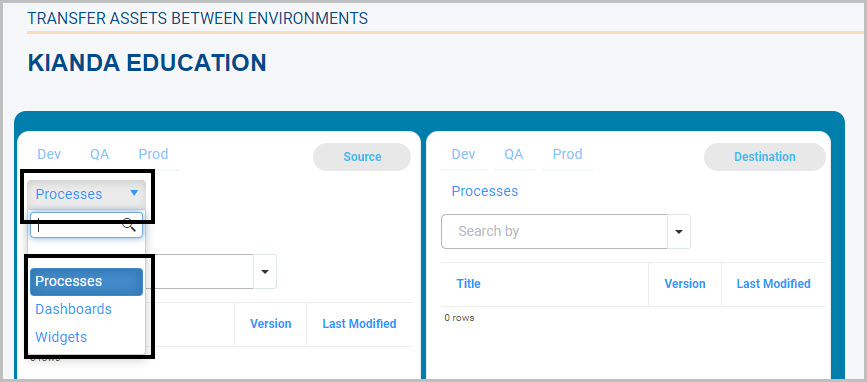 TRANSFER ASSETS BETWEEN ENVIRONMENTS
KIANDA EDUCATION
Dev QA Prod Source
Processes
Processes
Dashboards
Widgets
Version Last Modified
0 rows
Dev QA Prod Destination
Processes
Search by
Title Version Last Modified
0 rows